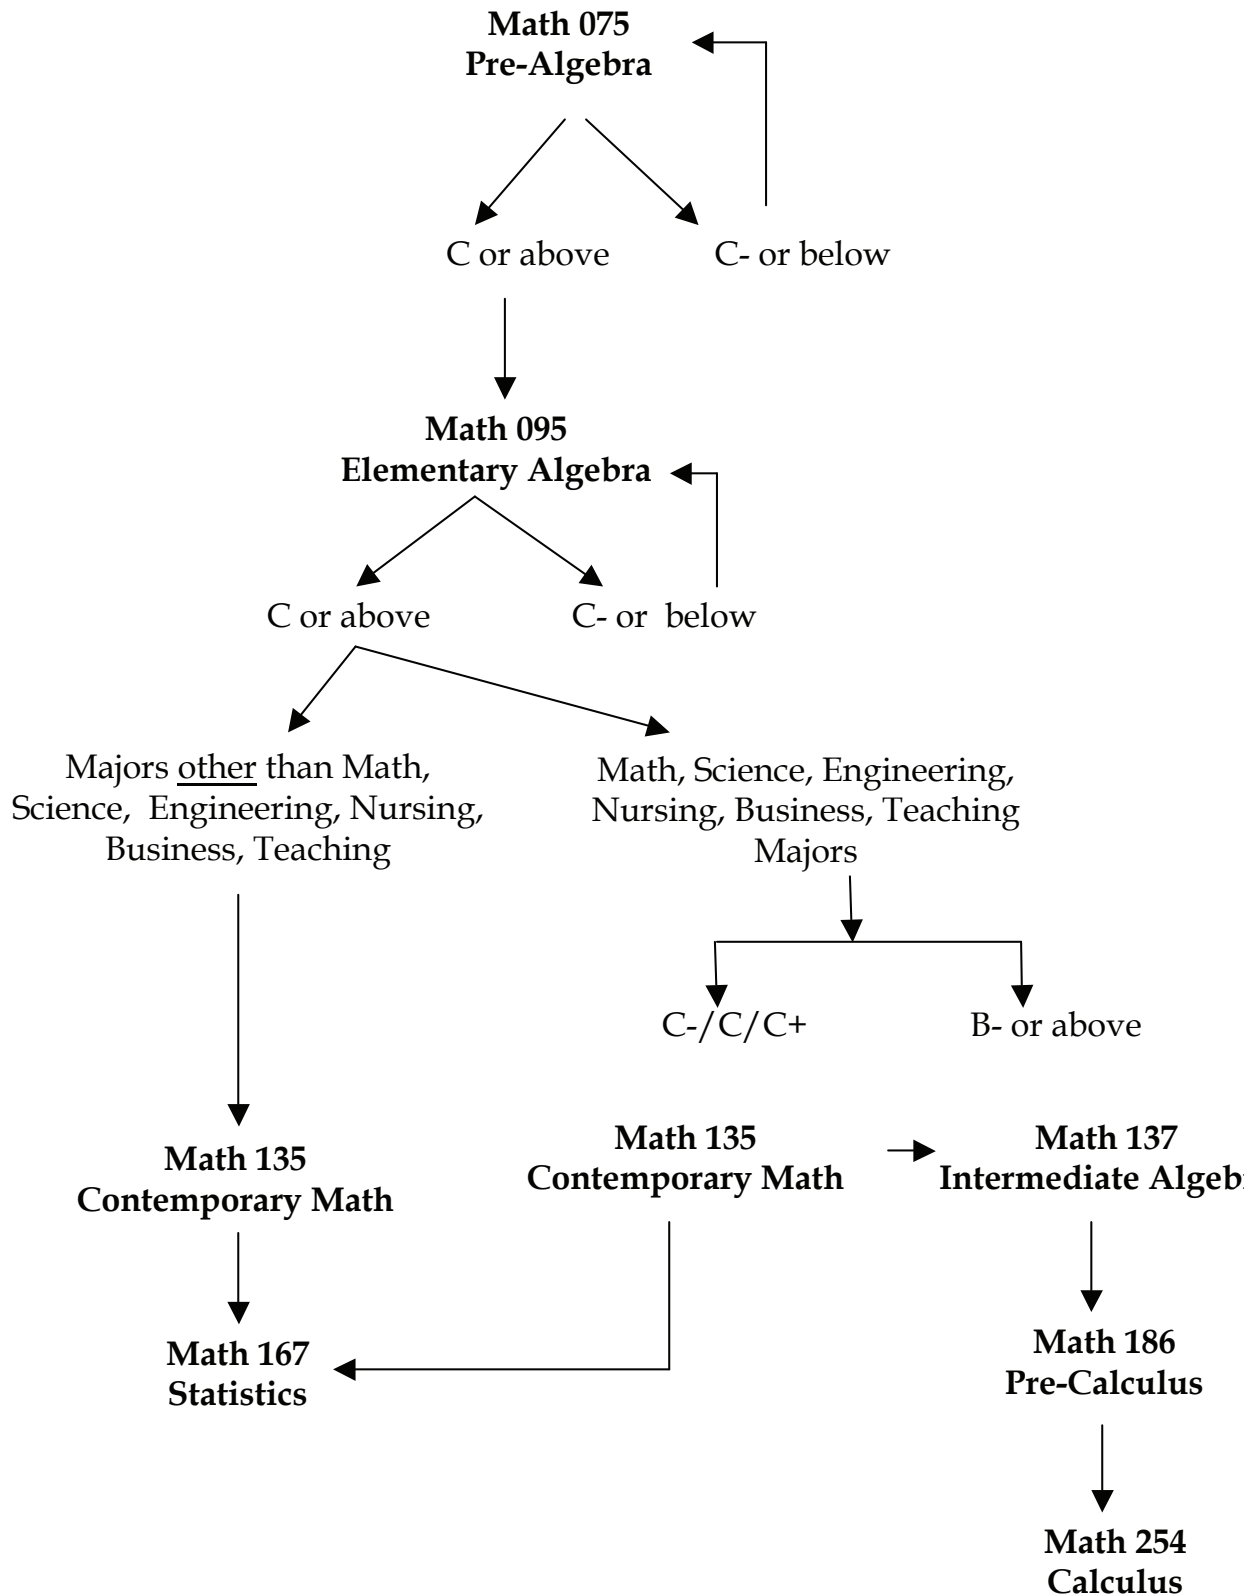 Math 075
Pre-Algebra
C or above
C- or below
Math 095
Elementary Algebra
C or above
C- or  below
Majors other than Math,
Science,  Engineering, Nursing,
Business, Teaching
Math, Science, Engineering,
Nursing, Business, Teaching
Majors
C-/C/C+
B- or above
Math 135
Contemporary Math
Math 135
Contemporary Math
Math 137
Intermediate
Math 167
Statistics
Math 186
Pre-Calculus
Math 254
Calculus